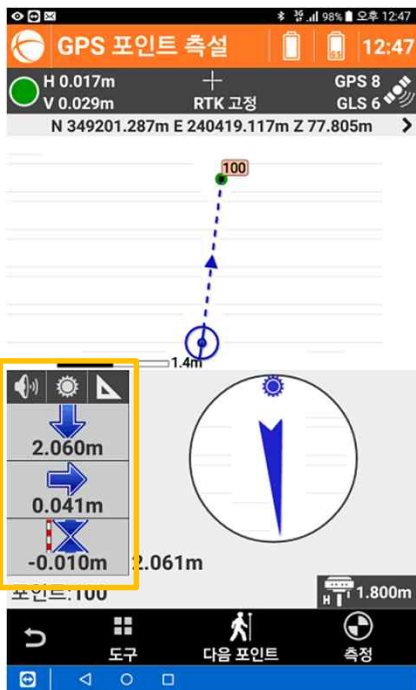 3G 98% 오후 12:47
GPS 포인트 측설 GS 12:47
H 0.017m GPS 8
V 0.029m RTK 고정 GLS 6
N 349201.287m E 240419.117m Z 77.805m
100
1.4m
2.060m
0.041m
-0.010m 2.061m
포인트:100
H 1.800m
도구 다음 포인트 측정